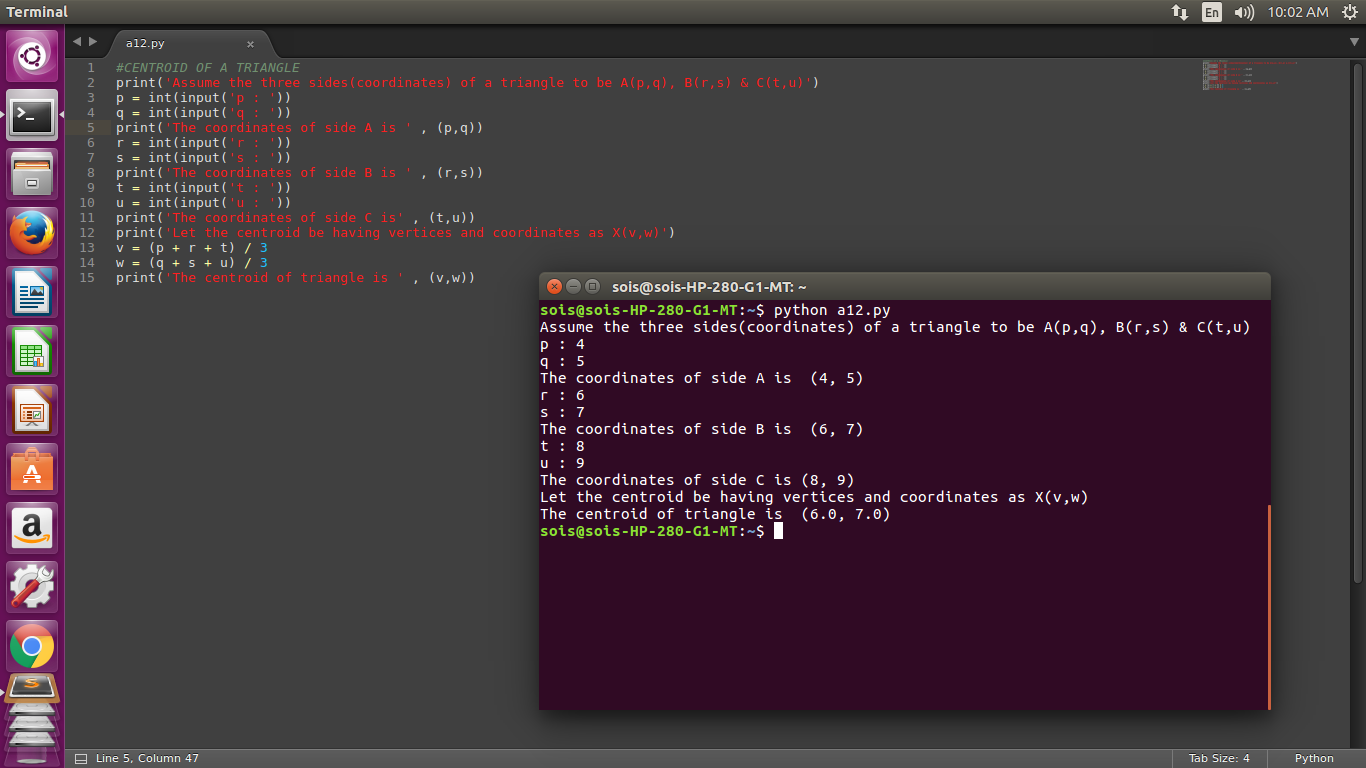 Terminal
En
10:02 AM
a12.py
1 #CENTROID OF A TRIANGLE
2 print('Assume the three sides(coordinates) of a triangle to be A(p,q), B(r,s) & C(t,u)')
3 p = int(input('p : '))
4 q = int(input('q : '))
5 print('The coordinates of side A is ' , (p,q))
6 r = int(input('r : '))
7 s = int(input('s : '))
8 print('The coordinates of side B is ' , (r,s))
9 t = int(input('t : '))
10 u = int(input('u : '))
11 print('The coordinates of side C is' , (t,u))
12 print('Let the centroid be having vertices and coordinates as X(v,w)')
13 v = (p + r + t) / 3
14 w = (q + s + u) / 3
15 print('The centroid of triangle is ' , (v,w))
sois@sois-HP-280-G1-MT: ~
sois@sois-HP-280-G1-MT:~$ python a12.py
Assume the three sides(coordinates) of a triangle to be A(p,q), B(r,s) & C(t,u)
p : 4
q : 5
The coordinates of side A is  (4, 5)
r : 6
s : 7
The coordinates of side B is  (6, 7)
t : 8
u : 9
The coordinates of side C is (8, 9)
Let the centroid be having vertices and coordinates as X(v,w)
The centroid of triangle is  (6.0, 7.0)
sois@sois-HP-280-G1-MT:~$
Line 5, Column 47
Tab Size: 4
Python